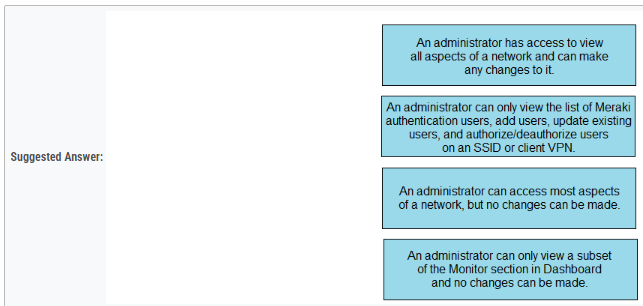 An administrator has access to view
all aspects of a network and can make
any changes to it.
An administrator can only view the list of Meraki
authentication users, add users, update existing
users, and authorize/deauthorize users
on an SSID or client VPN.
Suggested Answer:
An administrator can access most aspects
of a network, but no changes can be made.
An administrator can only view a subset
of the Monitor section in Dashboard
and no changes can be made.